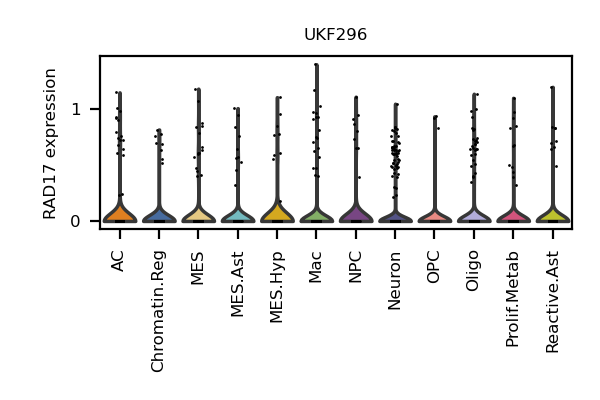 UKF296
RAD17 expression
1
0
AC
Chromatin.Reg
MES
MES.Ast
MES.Hyp
Mac
NPC
Neuron
OPC
Oligo
Prolif.Metab
Reactive.Ast